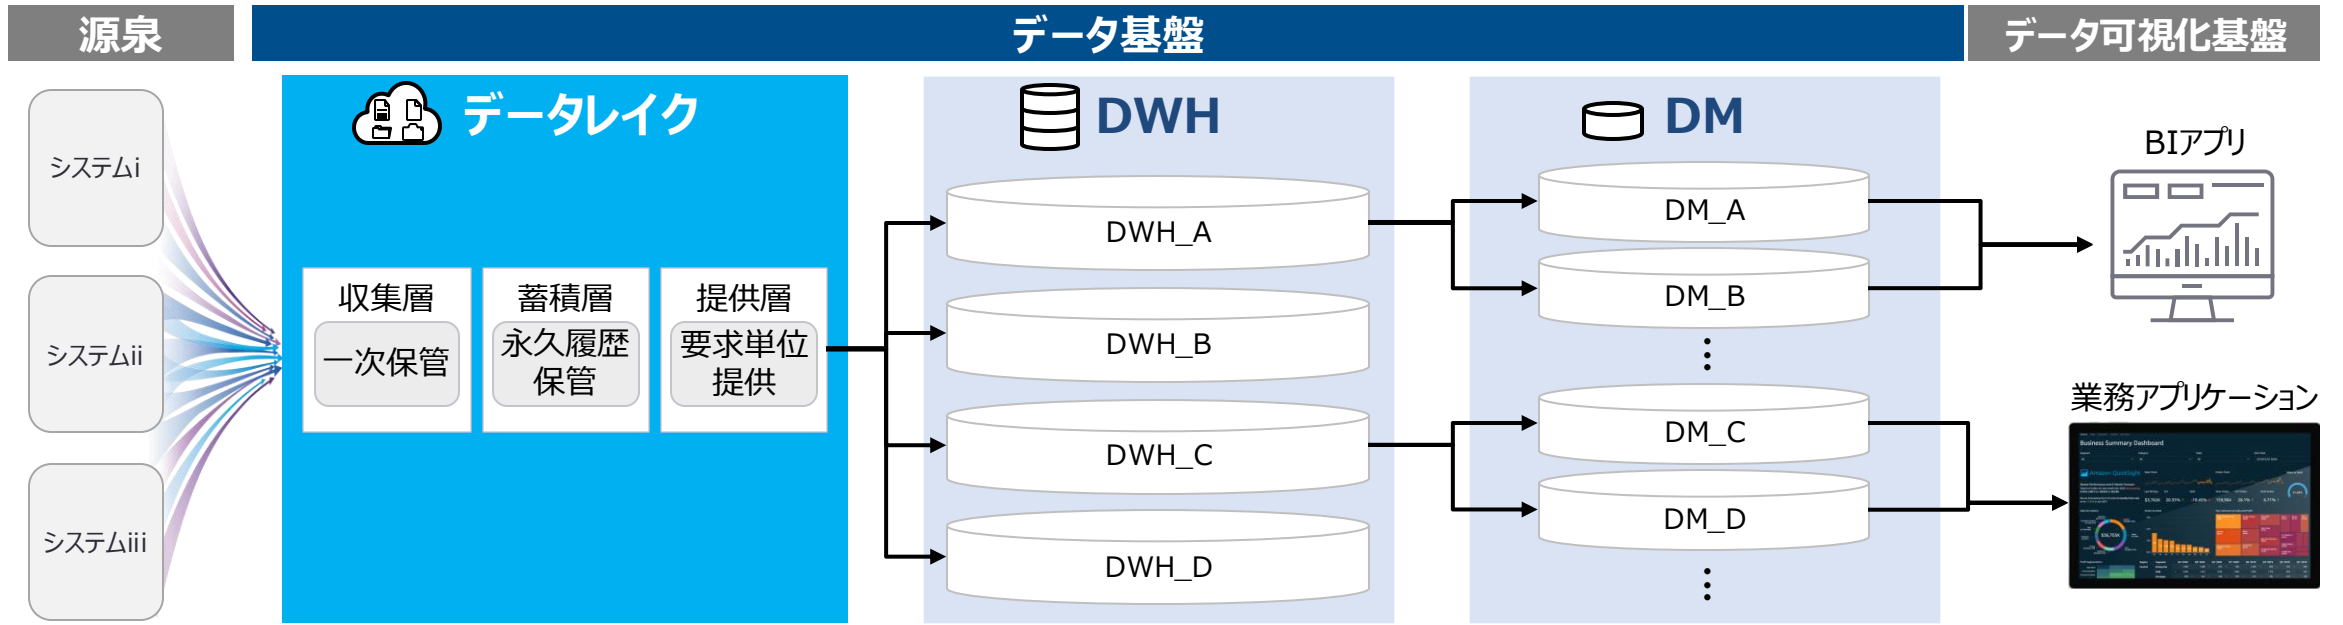 源泉
データ基盤
データ可視化基盤
システムi
システムii
システムiii
データレイク
収集層
一次保管
蓄積層
永久履歴
保管
提供層
要求単位
提供
DWH
DWH_A
DWH_B
DWH_C
DWH_D
DM
DM_A
DM_B
⋮
DM_C
DM_D
⋮
BIアプリ
業務アプリケーション
Business Summary Dashboard
Amazon QuickSight